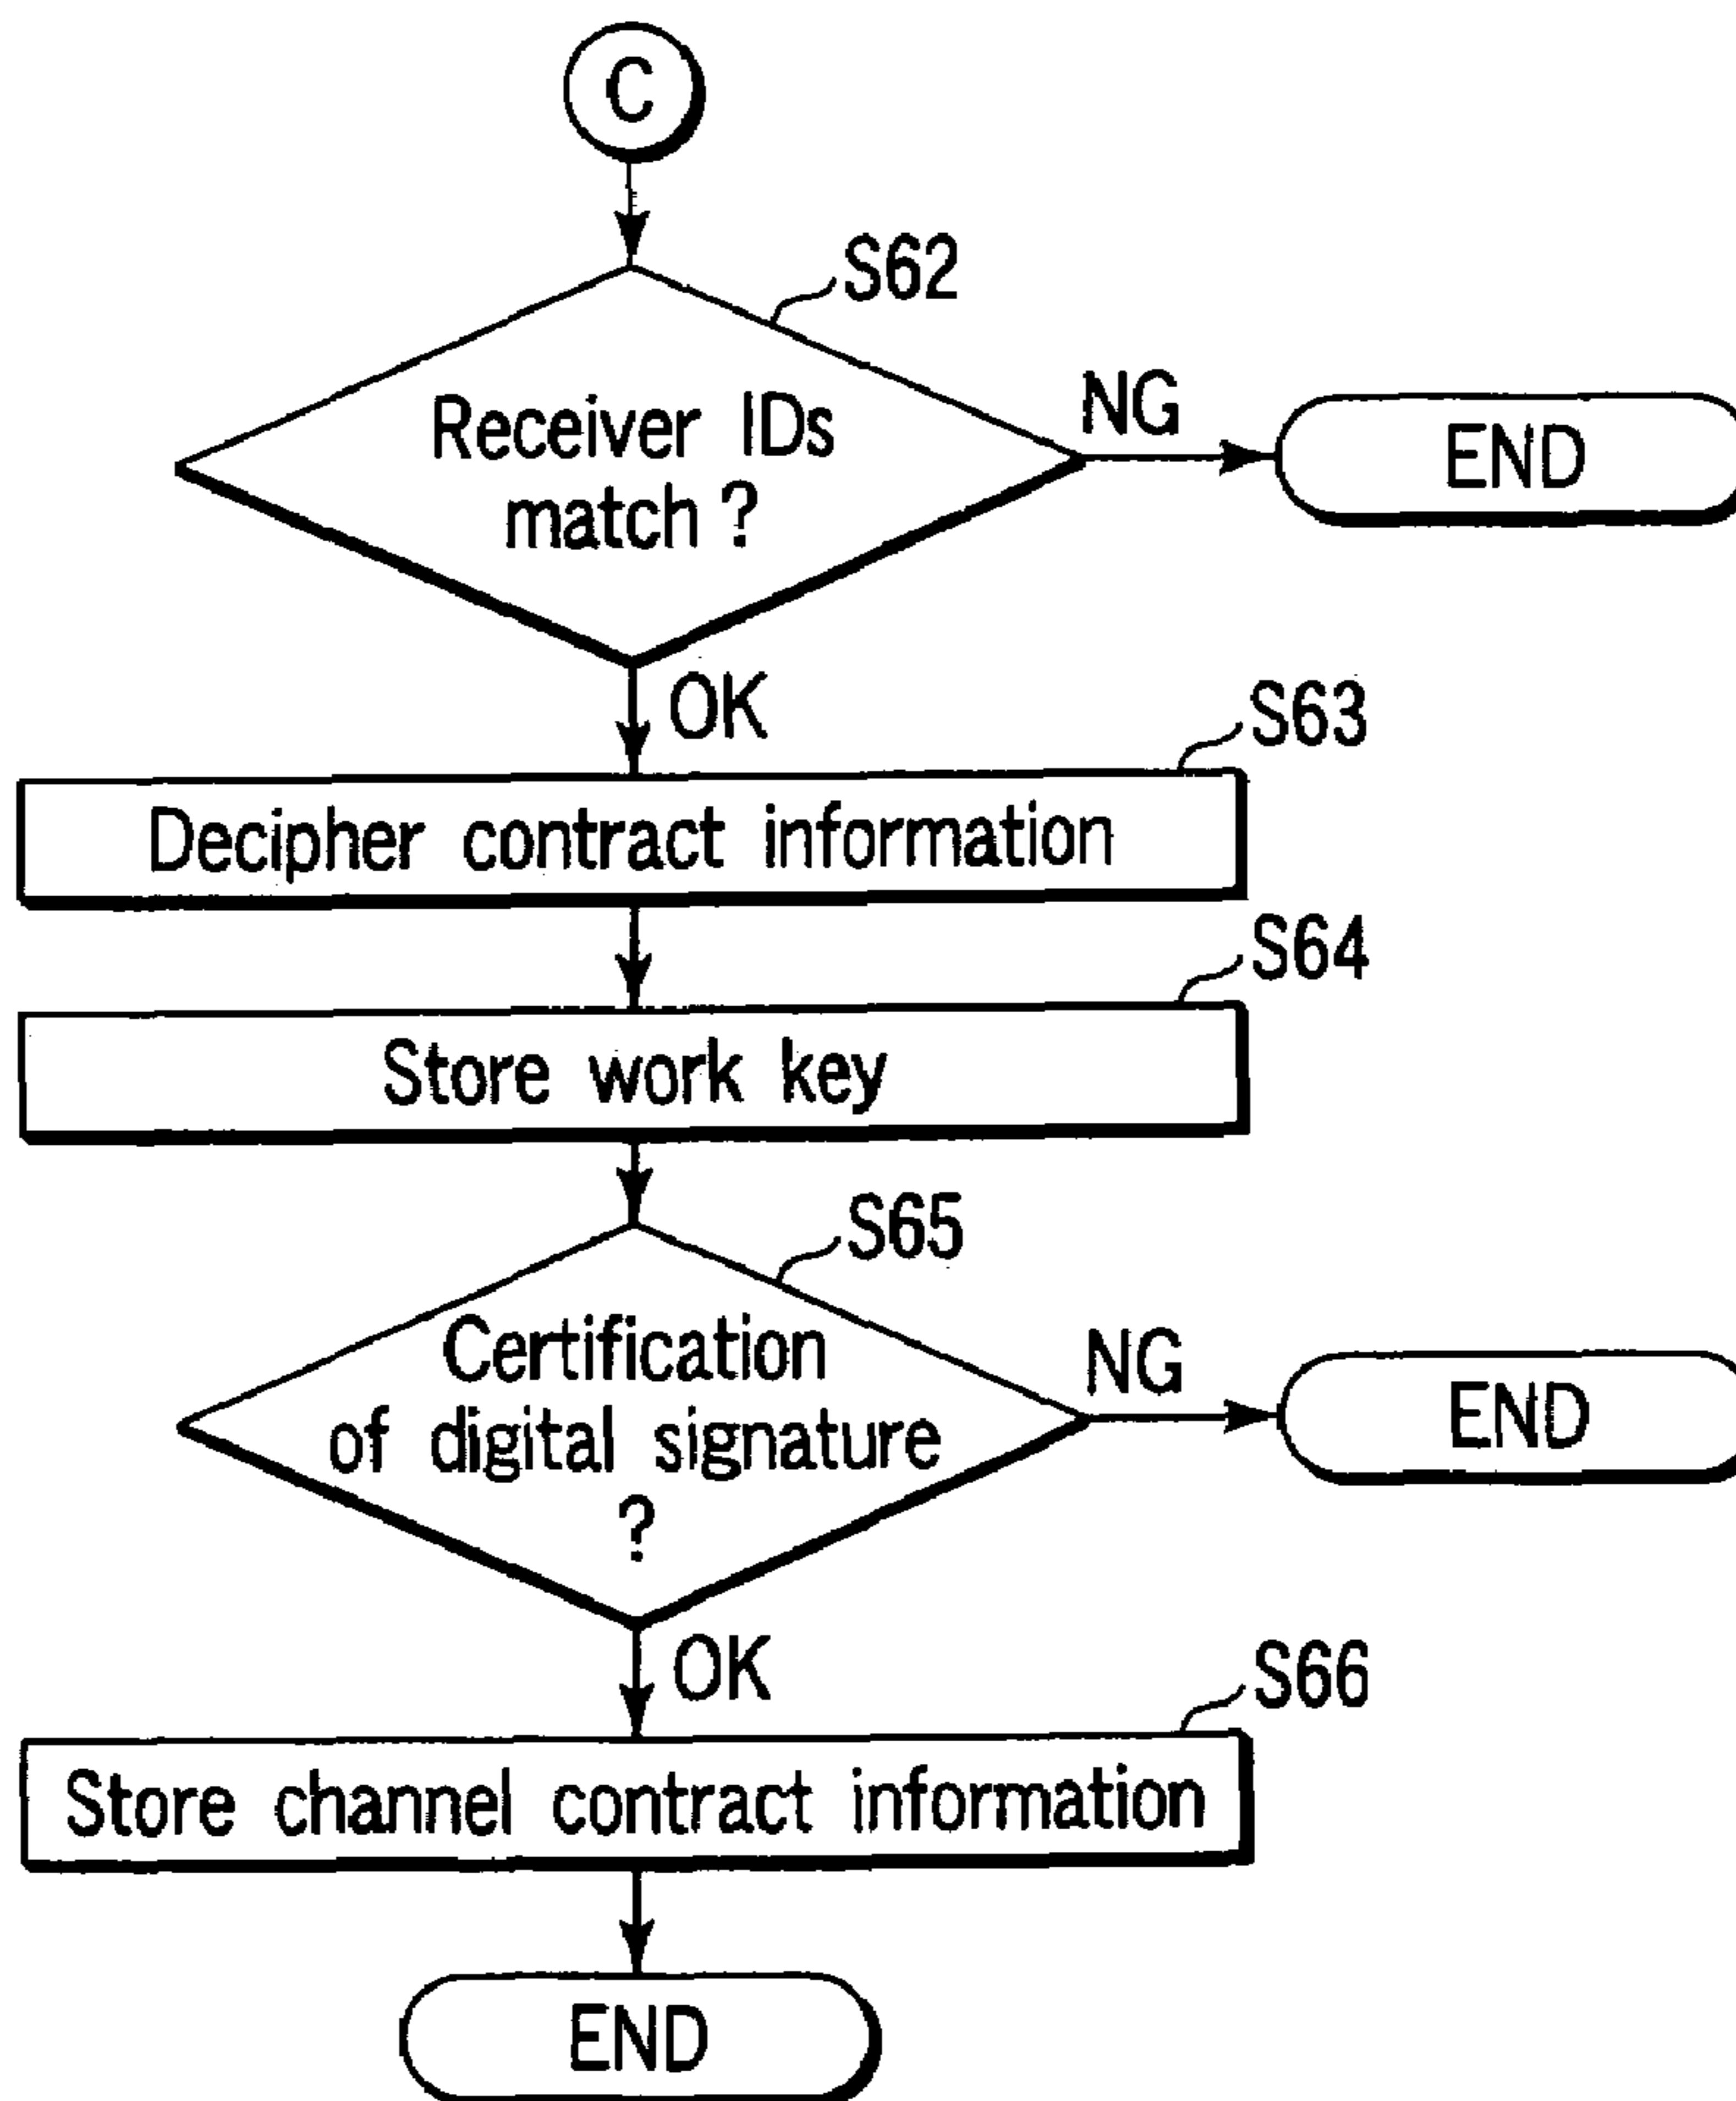 C
S62
Receiver IDs
match ?
NG
END
OK
S63
Decipher contract information
S64
Store work key
S65
Certification
of digital signature
?
NG
END
OK
S66
Store channel contract information
END